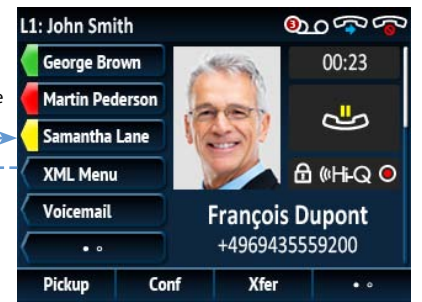 L1: John Smith
3
George Brown
00:23
Martin Pederson
e
Samantha Lane
XML Menu
Hi-Q
Voicemail
François Dupont
+4969435559200
Pickup Conf Xfer